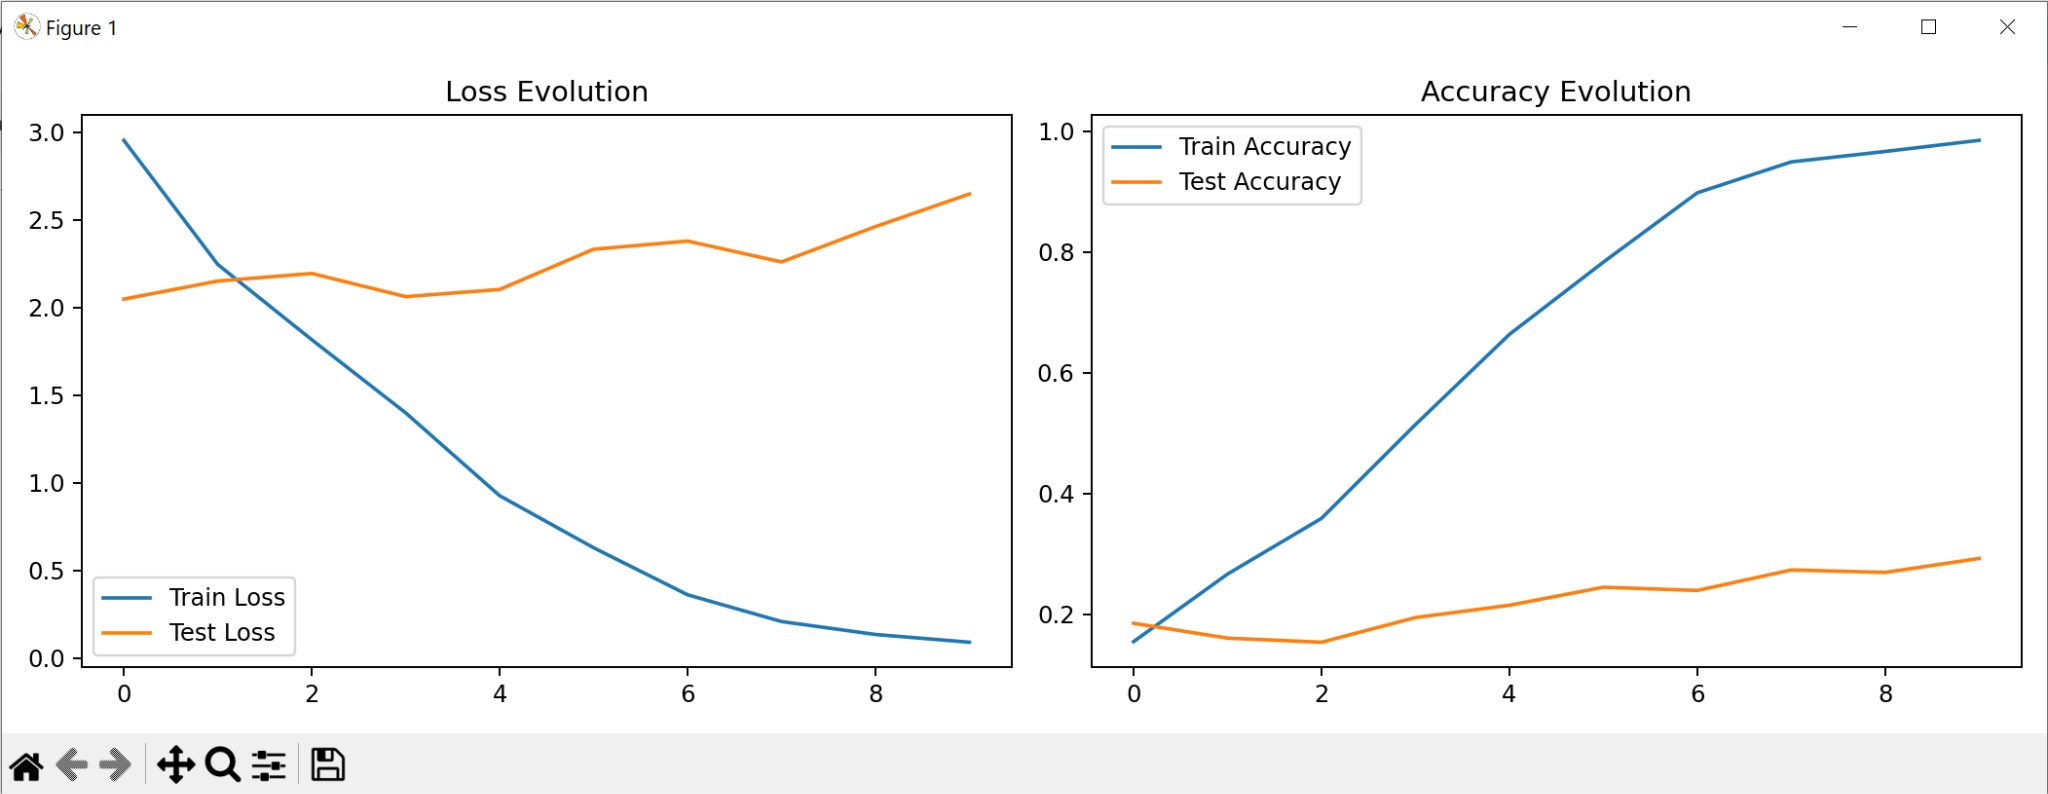 Figure 1
Loss Evolution
3.0
2.5
2.0
1.5
1.0
0.5
0.0
Train Loss
Test Loss
0 2 4 6 8
Accuracy Evolution
1.0
0.8
0.6
0.4
0.2
Train Accuracy
Test Accuracy
0 2 4 6 8